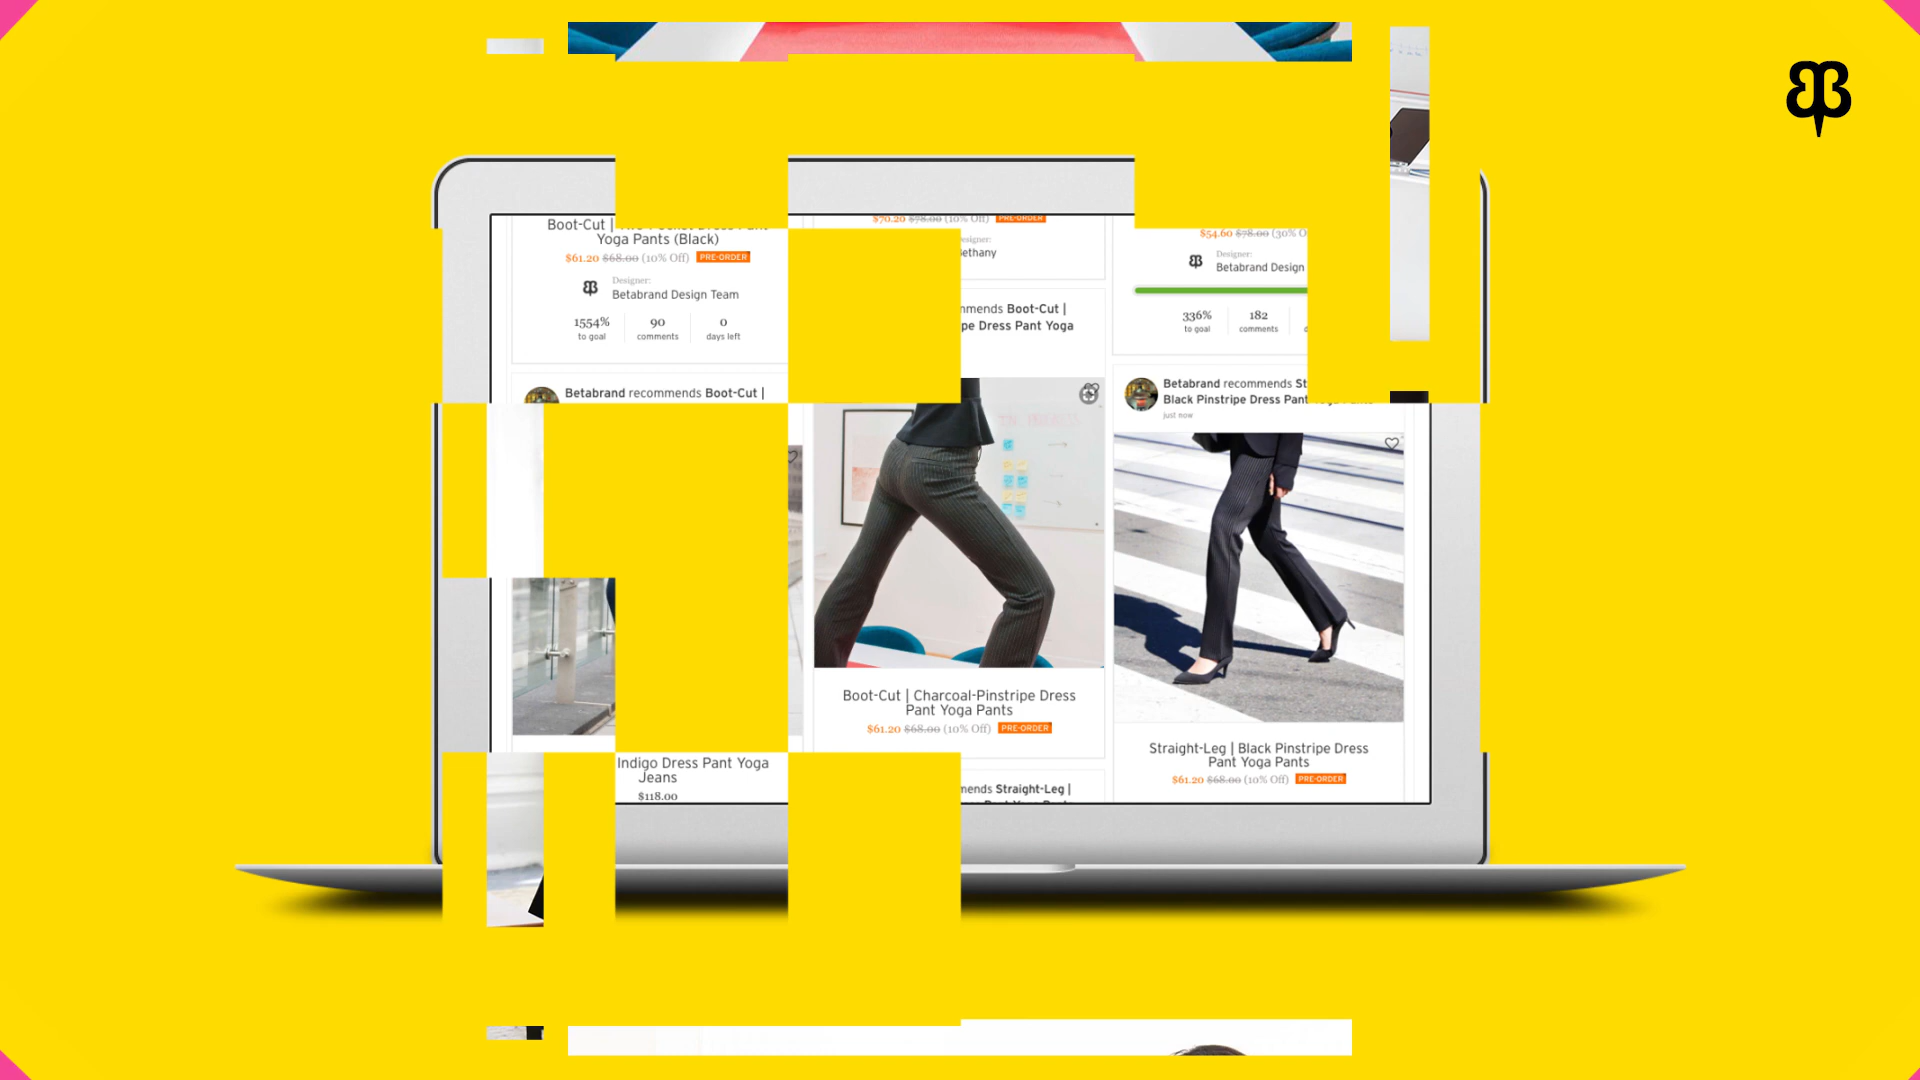 Boot-Cut |
Yoga Pants (Black)
$61.20 $68.00 (10% Off) PRE-ORDER
Designer:
Betabrand Design Team
1554% 90 0
to goal comments days left
Betabrand recommends Boot-Cut |
Indigo Dress Pant Yoga
Jeans
$118.00
$70.20 $78.00 (10% Off) PRE-ORDER
esigner:
Bethany
mmends Boot-Cut |
pe Dress Pant Yoga
Boot-Cut | Charcoal-Pinstripe Dress
Pant Yoga Pants
$61.20 $68.00 (10% Off) PRE-ORDER
mends Straight-Leg |
$54.60 $78.00 (30% O
Designer:
Betabrand Design
336% 182
to goal comments d
Betabrand recommends St
Black Pinstripe Dress Pant
just now
Straight-Leg | Black Pinstripe Dress
Pant Yoga Pants
$61.20 $68.00 (10% Off) PRE-ORDER